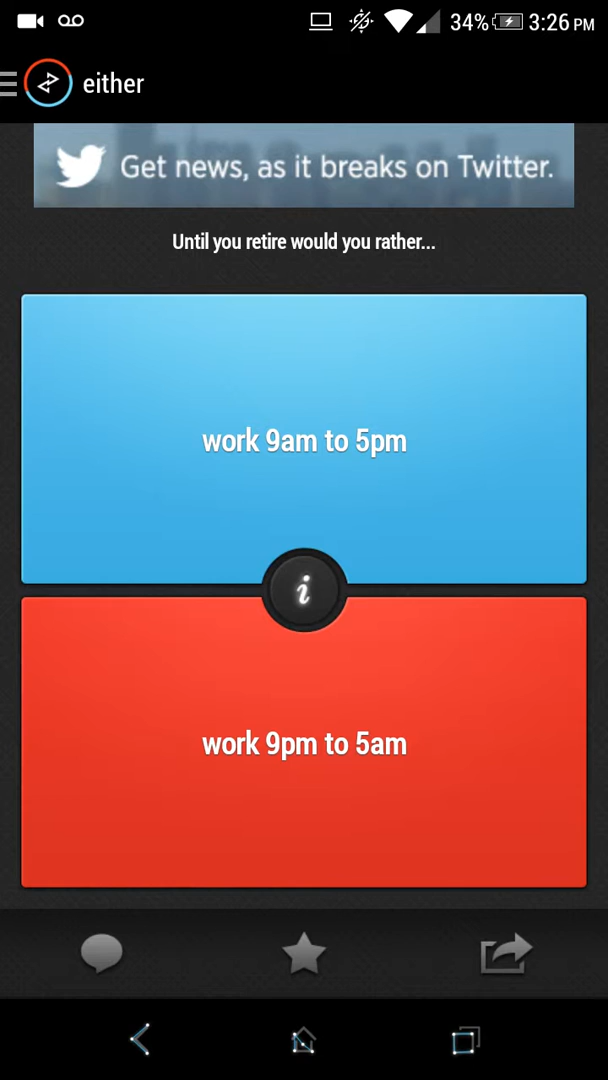 34% 3:26 PM
either
Get news, as it breaks on Twitter.
Until you retire would you rather...
work 9am to 5pm
i
work 9pm to 5am